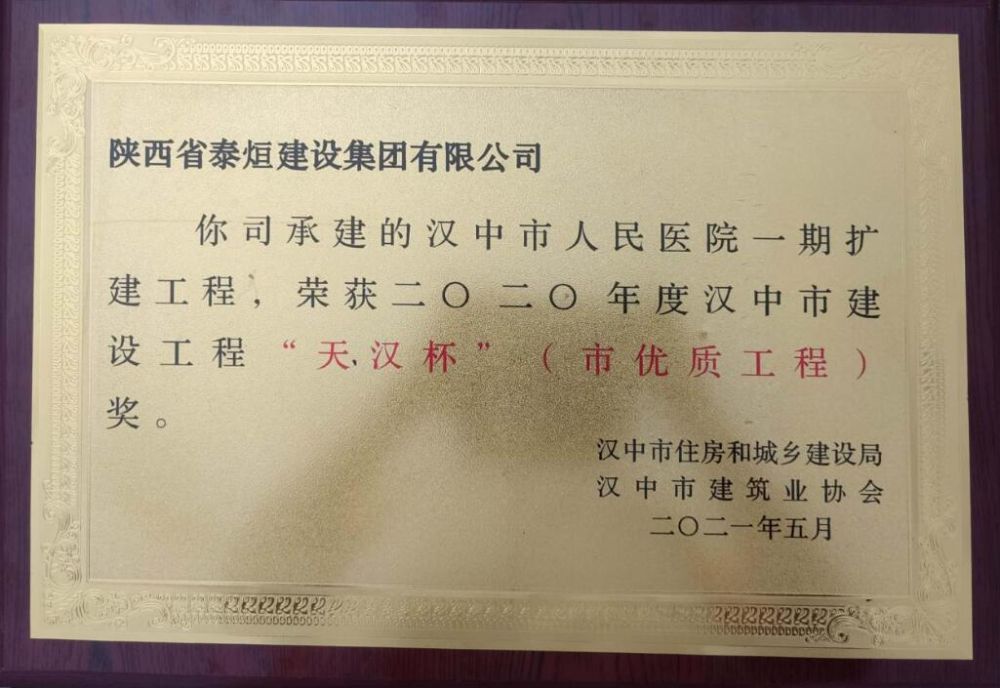 陕西省泰烜建设集团有限公司
你司承建的汉中市人民医院一期扩
建工程，荣获二〇二〇年度汉中市建
设工程“天汉杯”（市优质工程）
奖。
汉中市住房和城乡建设局
汉中市建筑业协会
二〇二一年五月